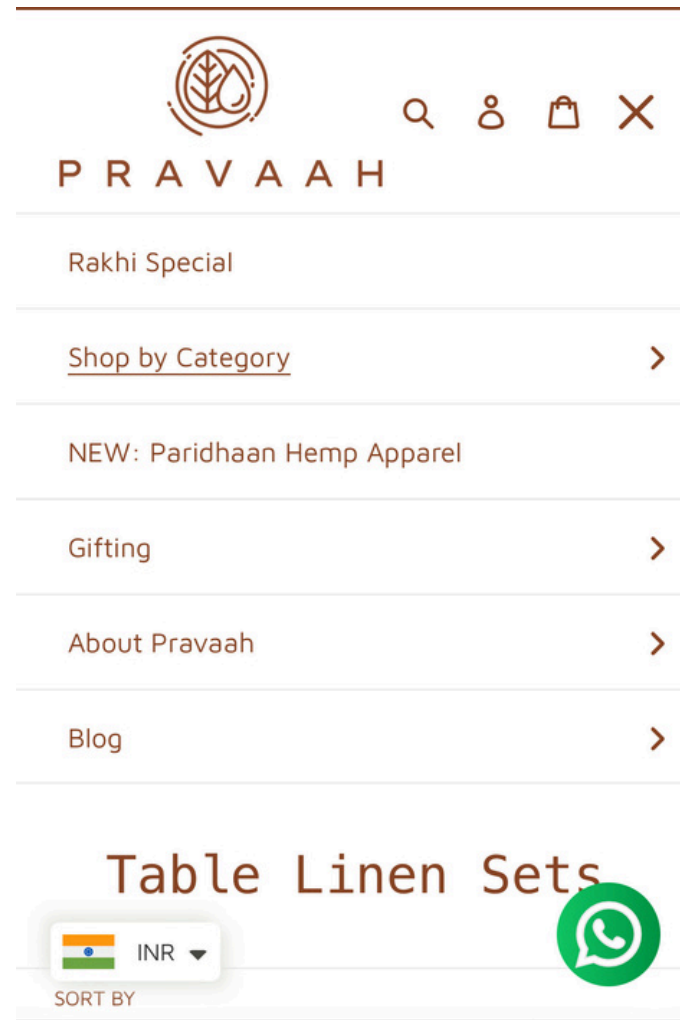 PRAVAAH
Rakhi Special
Shop by Category
NEW: Paridhaan Hemp Apparel
Gifting
About Pravaah
Blog
Table Linen Sets
INR
SORT BY